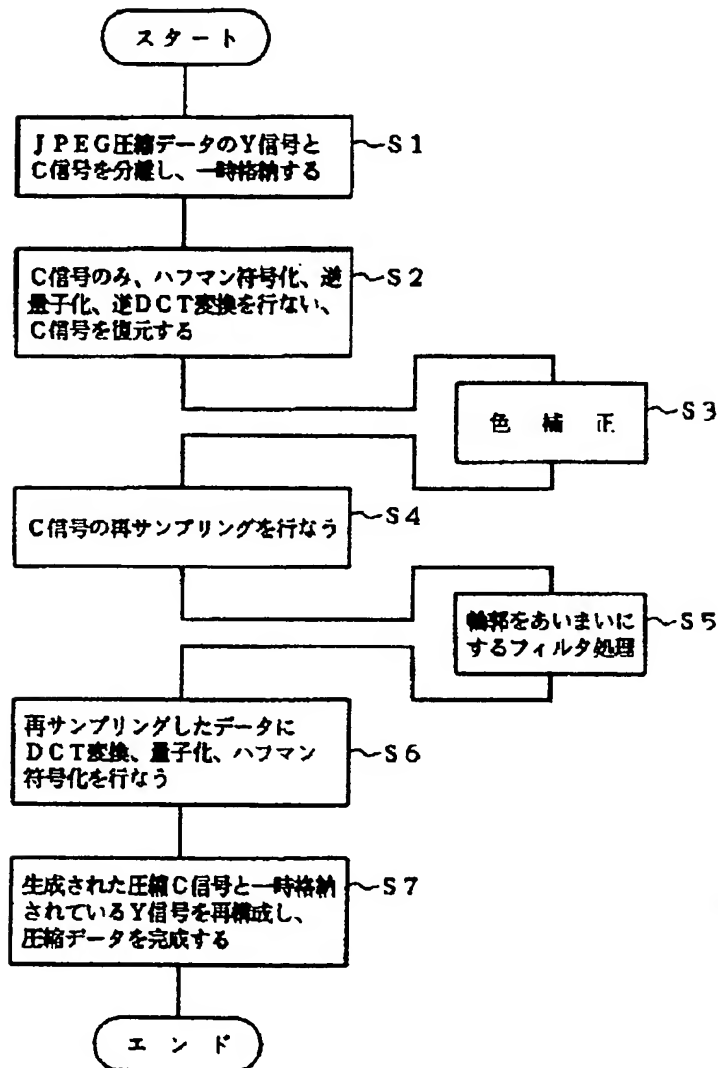 スタート
JPEG圧縮データのY信号と
C信号を分離し、一時格納する
~S1
C信号のみ、ハフマン符号化、逆
量子化、逆DCT変換を行ない、
C信号を復元する
~S2
色補正
~S3
C信号の再サンプリングを行なう
~S4
輪郭をあいまいに
するフィルタ処理
~S5
再サンプリングしたデータに
DCT変換、量子化、ハフマン
符号化を行なう
~S6
生成された圧縮C信号と一時格納
されているY信号を再構成し、
圧縮データを完成する
~S7
エンド